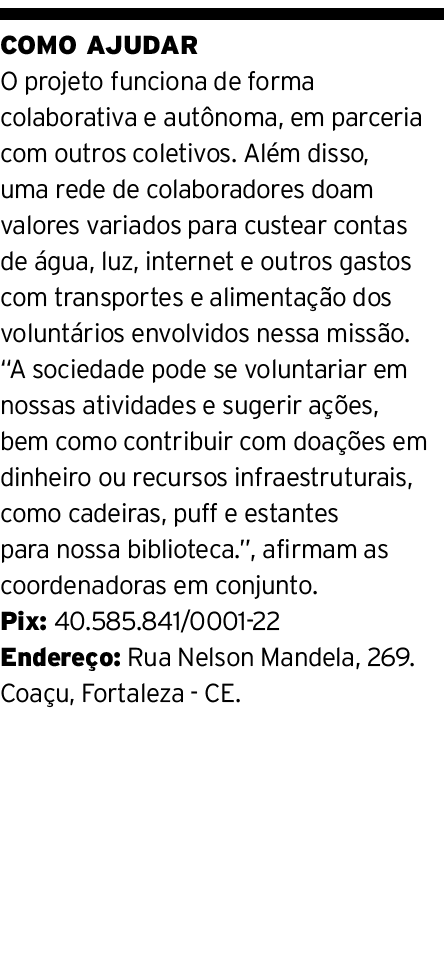 COMO AJUDAR
O projeto funciona de forma
colaborativa e autônoma, em parceria
com outros coletivos. Além disso,
uma rede de colaboradores doam
valores variados para custear contas
de água, luz, internet e outros gastos
com transportes e alimentação dos
voluntários envolvidos nessa missão.
“A sociedade pode se voluntariar em
nossas atividades e sugerir ações,
bem como contribuir com doações em
dinheiro ou recursos infraestruturais,
como cadeiras, puff e estantes
para nossa biblioteca.”, afirmam as
coordenadoras em conjunto.
Pix: 40.585.841/0001-22
Endereço: Rua Nelson Mandela, 269.
Coaçu, Fortaleza - CE.